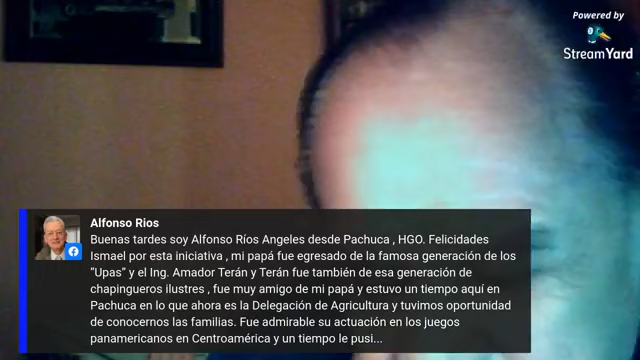 Powered by
StreamYard
Alfonso Rios
Buenas tardes soy Alfonso Ríos Angeles desde Pachuca , HGO. Felicidades
Ismael por esta iniciativa , mi papá fue egresado de la famosa generación de los
“Upas” y el Ing. Amador Terán y Terán fue también de esa generación de
chapingueros ilustres , fue muy amigo de mi papá y estuvo un tiempo aquí en
Pachuca en lo que ahora es la Delegación de Agricultura y tuvimos oportunidad
de conocernos las familias. Fue admirable su actuación en los juegos
panamericanos en Centroamérica y un tiempo le pusi...